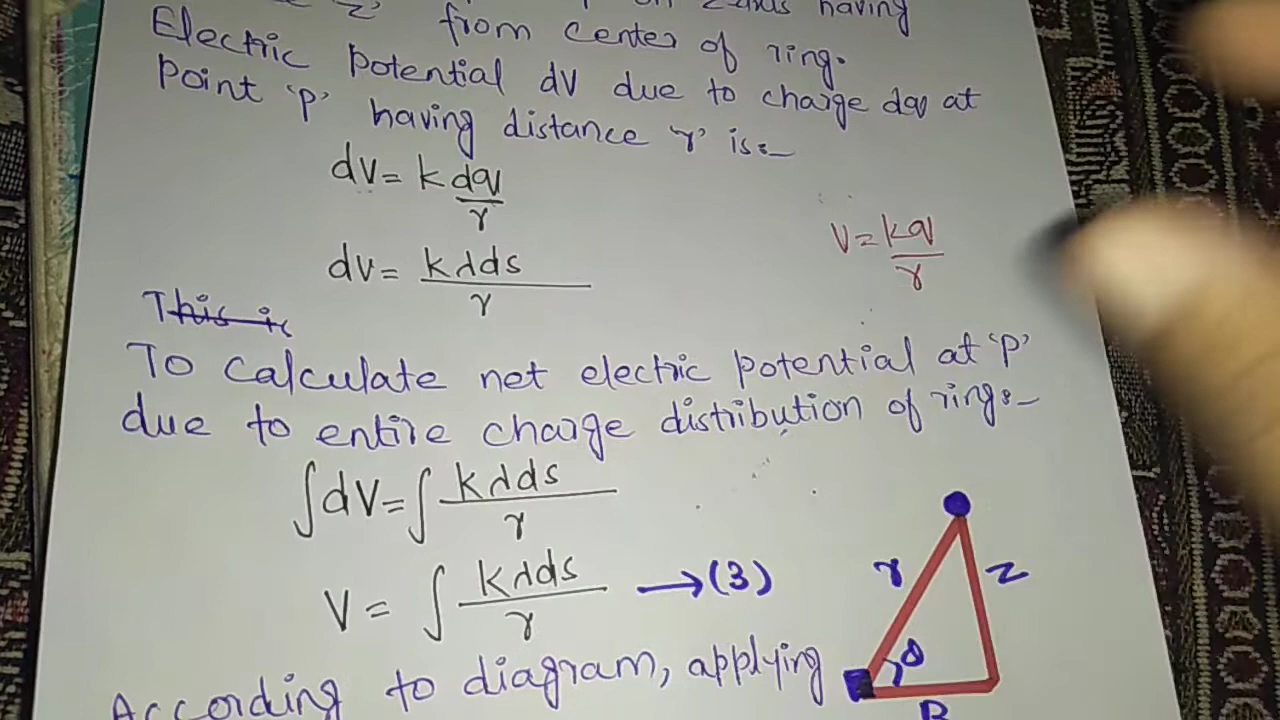 from center of ring.
Electric Potential dV due to charge dq at
Point 'P' having distance 'r' is:-
dV= k dq/r
V=kq/r
dV= kλds/r
This is
To calculate net electric potential at 'P'
due to entire charge distribution of ring:-
∫dV=∫kλds/r
V= ∫kλds/r →(3)
r z
θ
R
According to diagram, applying